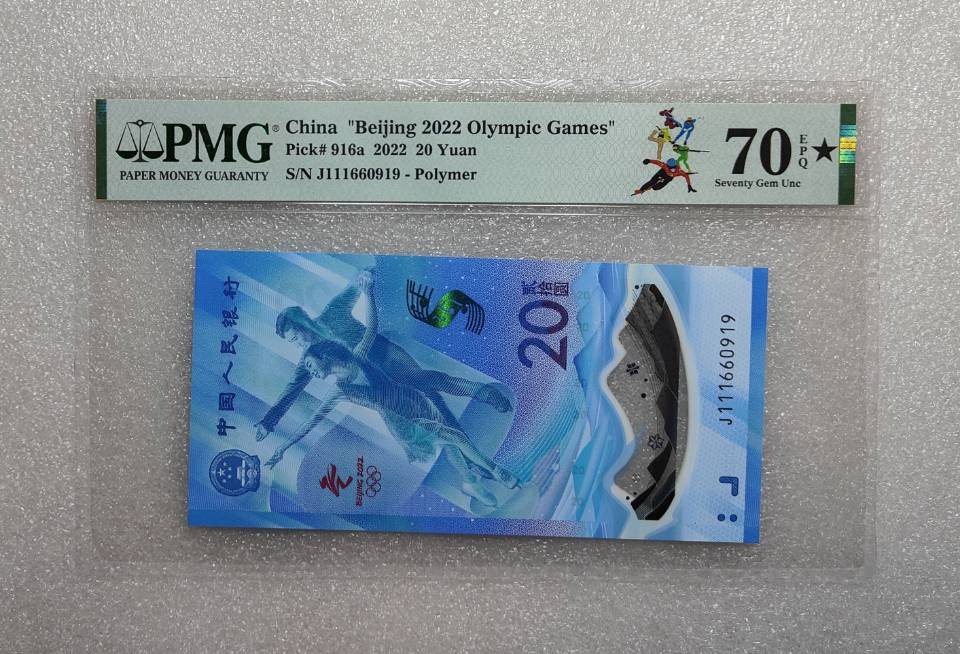 PMG®
PAPER MONEY GUARANTY
China "Beijing 2022 Olympic Games"
Pick# 916a 2022 20 Yuan
S/N J111660919 - Polymer
70 EPQ ★
Seventy Gem Unc
中国人民银行
BEIJING 2022
20
贰拾圆
J111660919